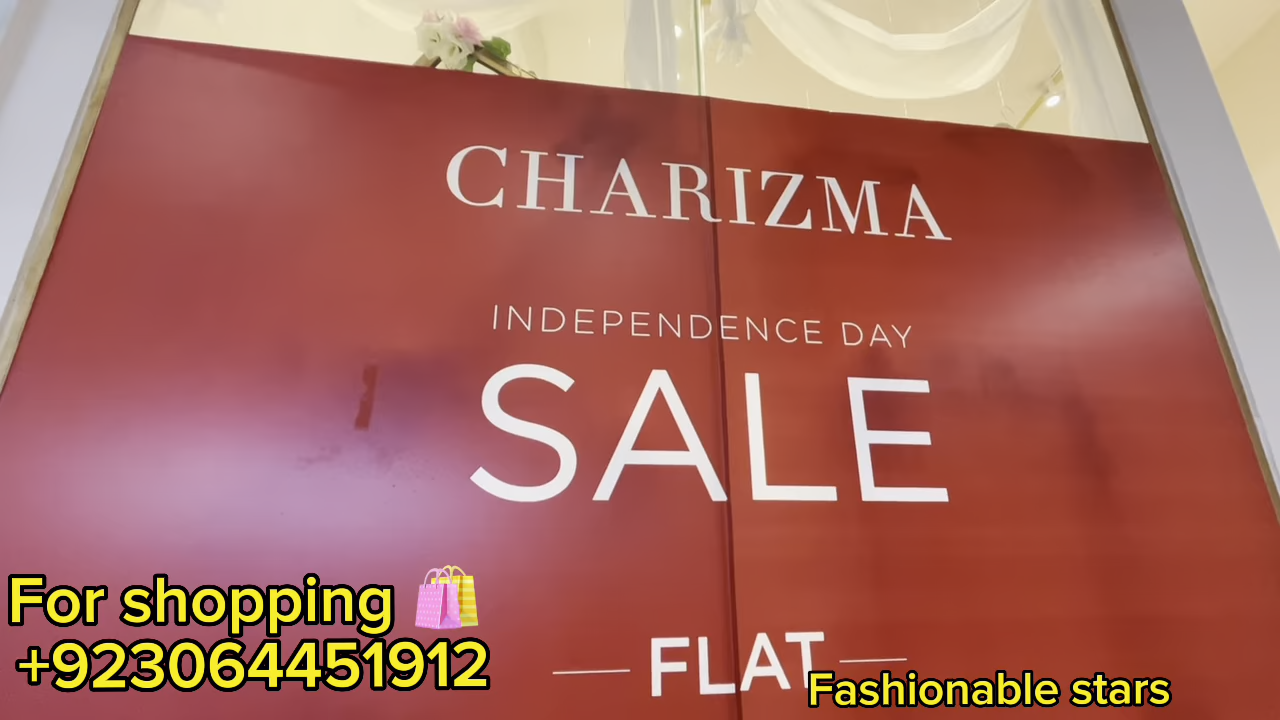 CHARIZMA
INDEPENDENCE DAY
SALE
FLAT
For shopping 🛍️
+923064451912
Fashionable stars